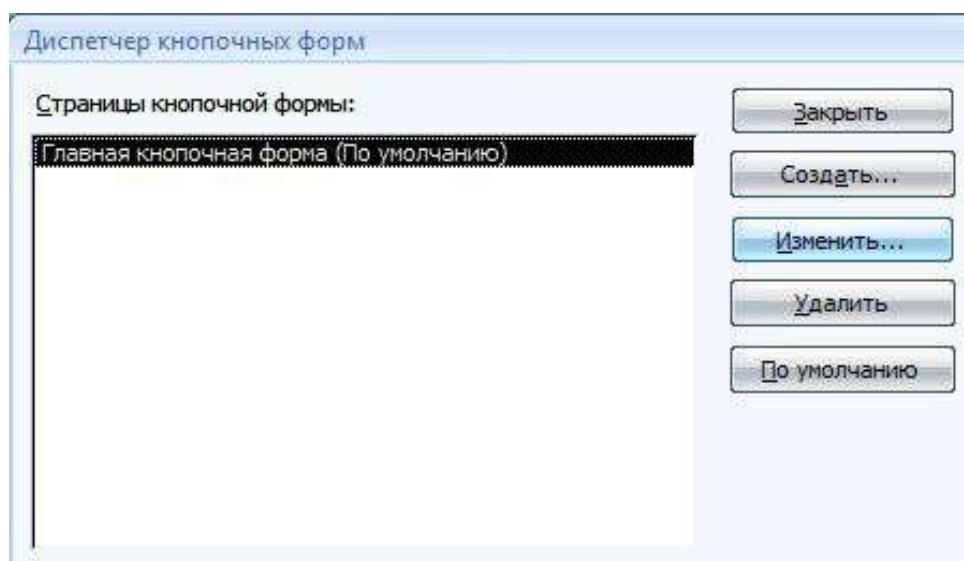 Диспетчер кнопочных форм
Страницы кнопочной формы:
Главная кнопочная форма (По умолчанию)
Закрыть
Создать...
Изменить...
Удалить
По умолчанию